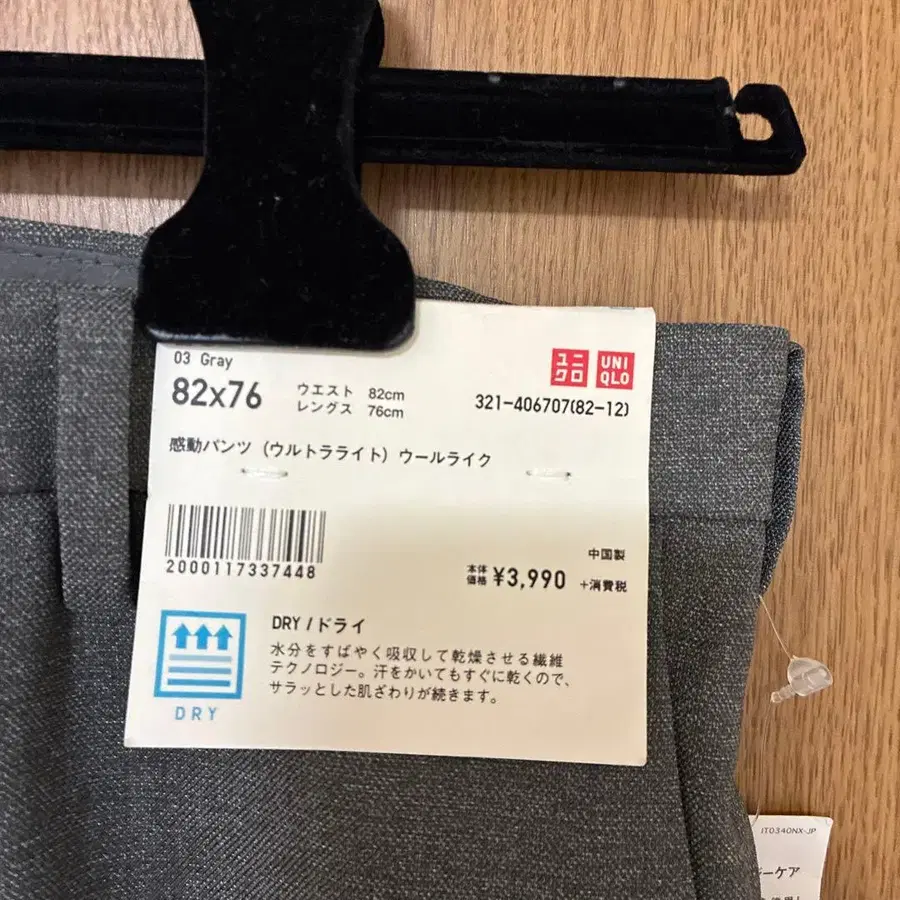 03 Gray
82x76
ウエスト 82cm
レングス 76cm
ユニ
クロ
UNI
QLO
321-406707(82-12)
感動パンツ（ウルトラライト）ウールライク
2000117337448
中国製
本体
価格 ¥3,990 +消費税
DRY
DRY / ドライ
水分をすばやく吸収して乾燥させる繊維
テクノロジー。汗をかいてもすぐに乾くので、
サラッとした肌ざわりが続きます。
IT0340NX-JP
ーケア